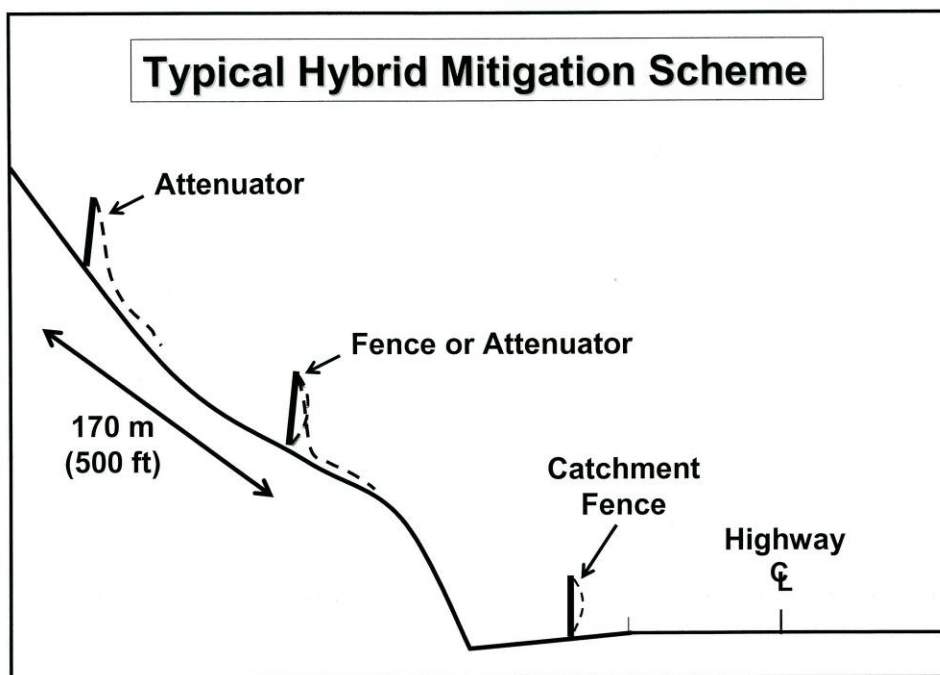 Typical Hybrid Mitigation Scheme
Attenuator
Fence or Attenuator
170 m
(500 ft)
Catchment
Fence
Highway
℄